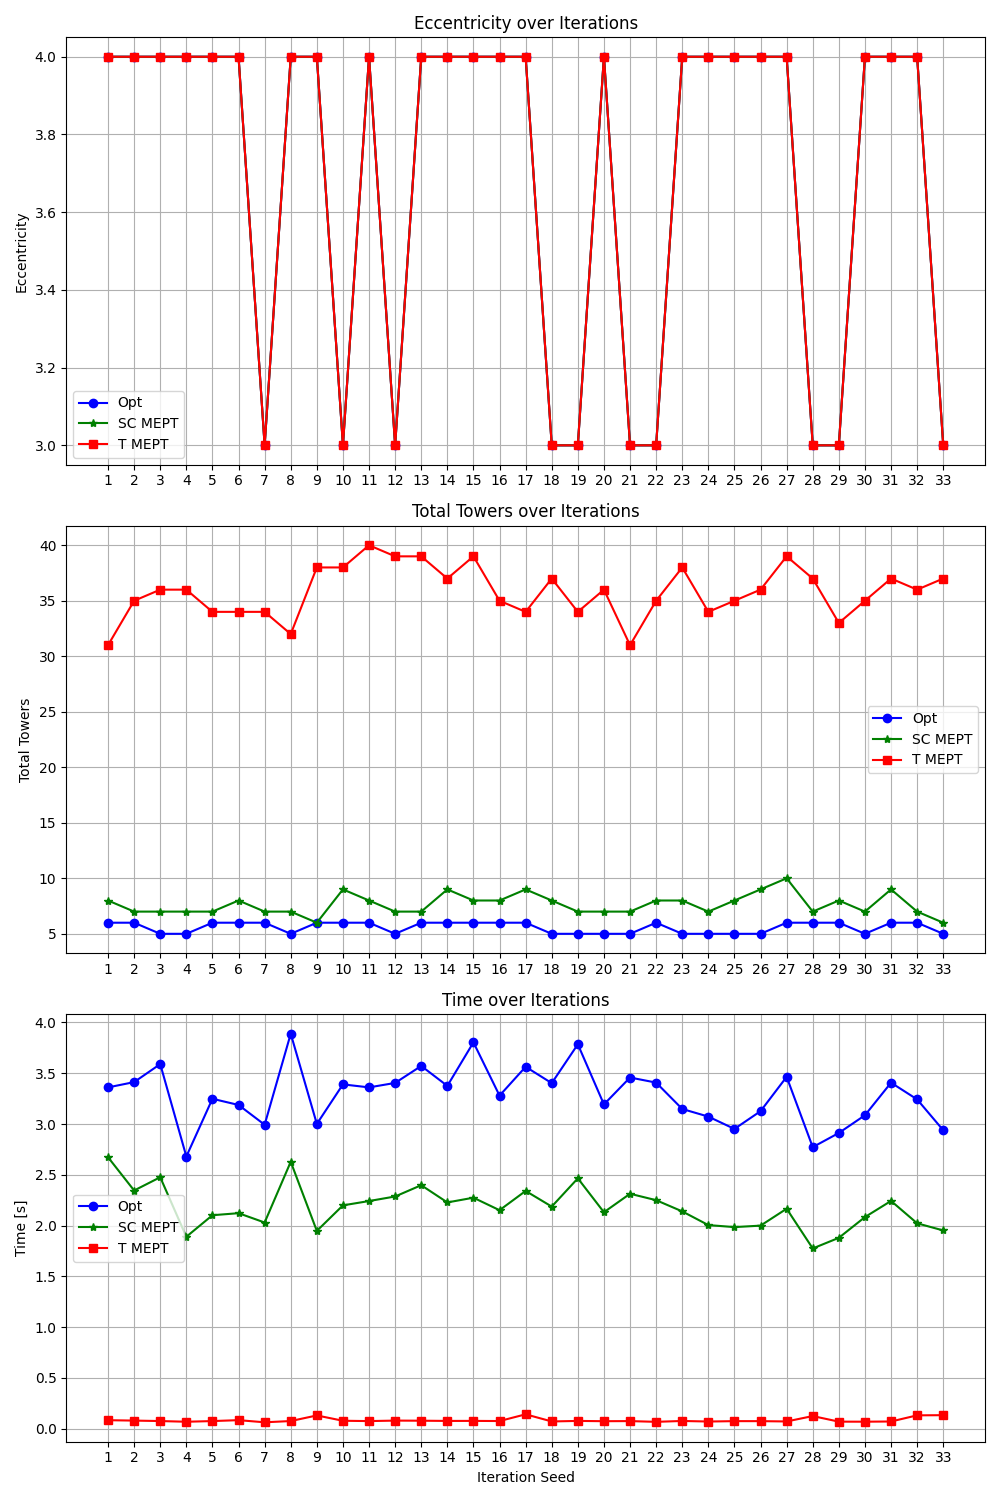 Eccentricity over Iterations
4.0
3.8
3.6
3.4
3.2
3.0
Eccentricity
Opt
SC MEPT
T MEPT
1 2 3 4 5 6 7 8 9 10 11 12 13 14 15 16 17 18 19 20 21 22 23 24 25 26 27 28 29 30 31 32 33
Total Towers over Iterations
40
35
30
25
20
15
10
5
Total Towers
Opt
SC MEPT
T MEPT
1 2 3 4 5 6 7 8 9 10 11 12 13 14 15 16 17 18 19 20 21 22 23 24 25 26 27 28 29 30 31 32 33
Time over Iterations
4.0
3.5
3.0
2.5
2.0
1.5
1.0
0.5
0.0
Time [s]
Opt
SC MEPT
T MEPT
1 2 3 4 5 6 7 8 9 10 11 12 13 14 15 16 17 18 19 20 21 22 23 24 25 26 27 28 29 30 31 32 33
Iteration Seed